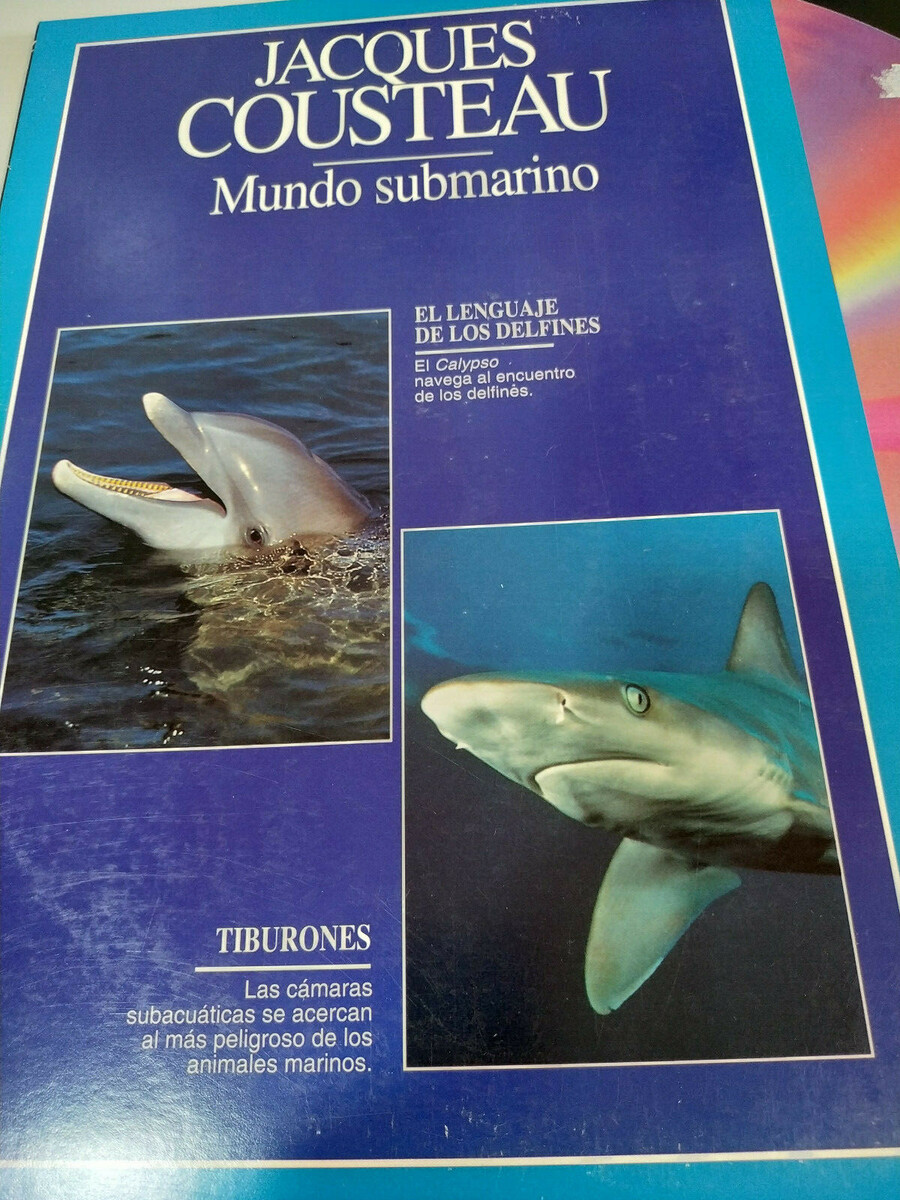 JACQUES
COUSTEAU
Mundo submarino
EL LENGUAJE
DE LOS DELFINES
El Calypso
navega al encuentro
de los delfines.
TIBURONES
Las cámaras
subacuáticas se acercan
al más peligroso de los
animales marinos.